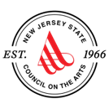 NEW JERSEY STATE
EST. 1966
COUNCIL ON THE ARTS